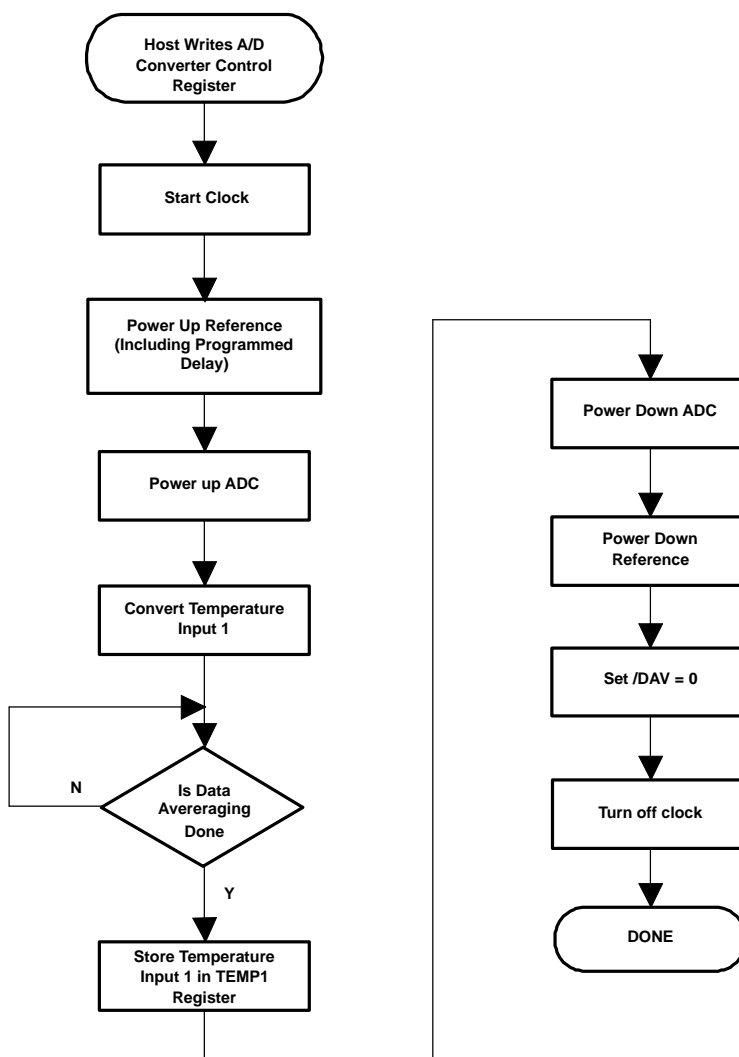 Host Writes A/D
Converter Control
Register
Start Clock
Power Up Reference
(Including Programmed
Delay)
Power up ADC
Convert Temperature
Input 1
N
Is Data
Avereraging
Done
Y
Store Temperature
Input 1 in TEMP1
Register
Power Down ADC
Power Down
Reference
Set /DAV = 0
Turn off clock
DONE